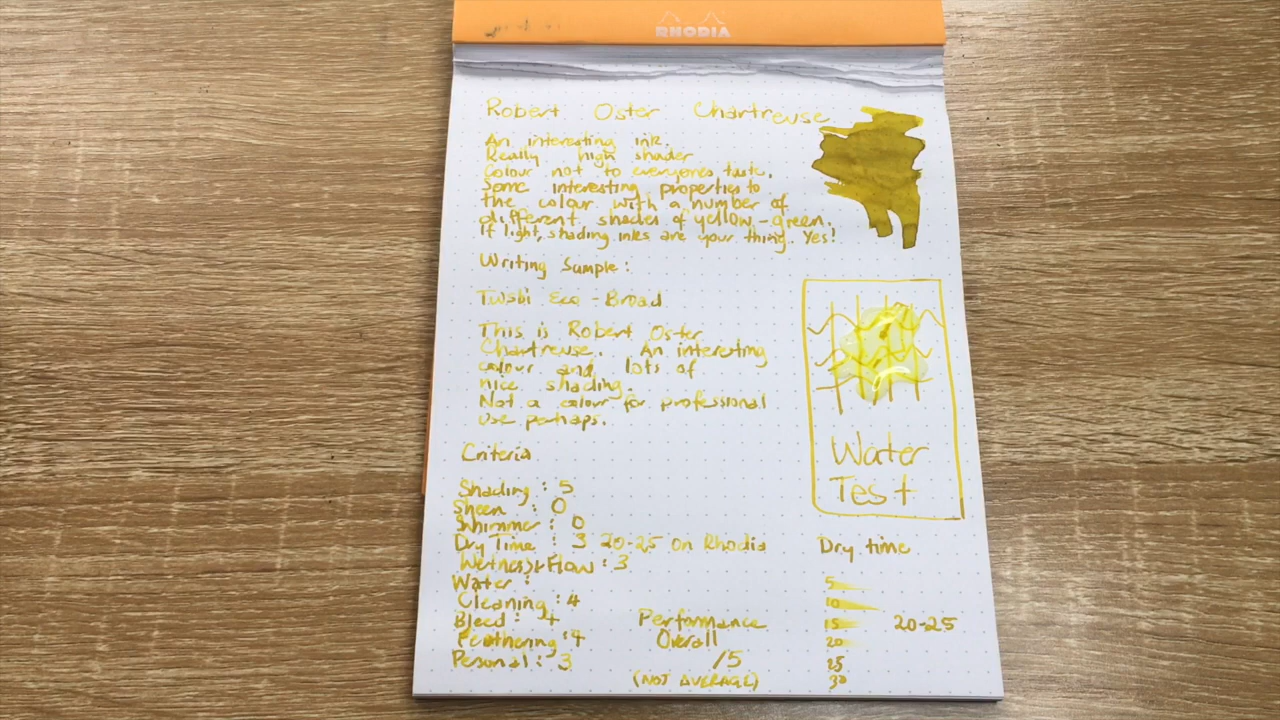 RHODIA
Robert Oster Chartreuse
An interesting ink.
Really high shader
Colour not to everyones taste.
Some interesting properties to
the colour with a number of
different shades of yellow-green.
If light, shading inks are your thing. Yes!
Writing Sample:
Twsbi Eco - Broad
This is Robert Oster
Chartreuse. An interesting
colour and lots of
nice shading.
Not a colour for professional
use perhaps.
Water
Test
Criteria
Shading: 5
Sheen: 0
Shimmer: 0
Dry Time: 3 20-25 on Rhodia
Wetness+Flow: 3
Water:
Cleaning: 4
Bleed: 4
Feathering: 4
Personal: 3
Performance
Overall
/5
(NOT AVERAGE)
Dry time
5
10
15 20-25
20
25
30